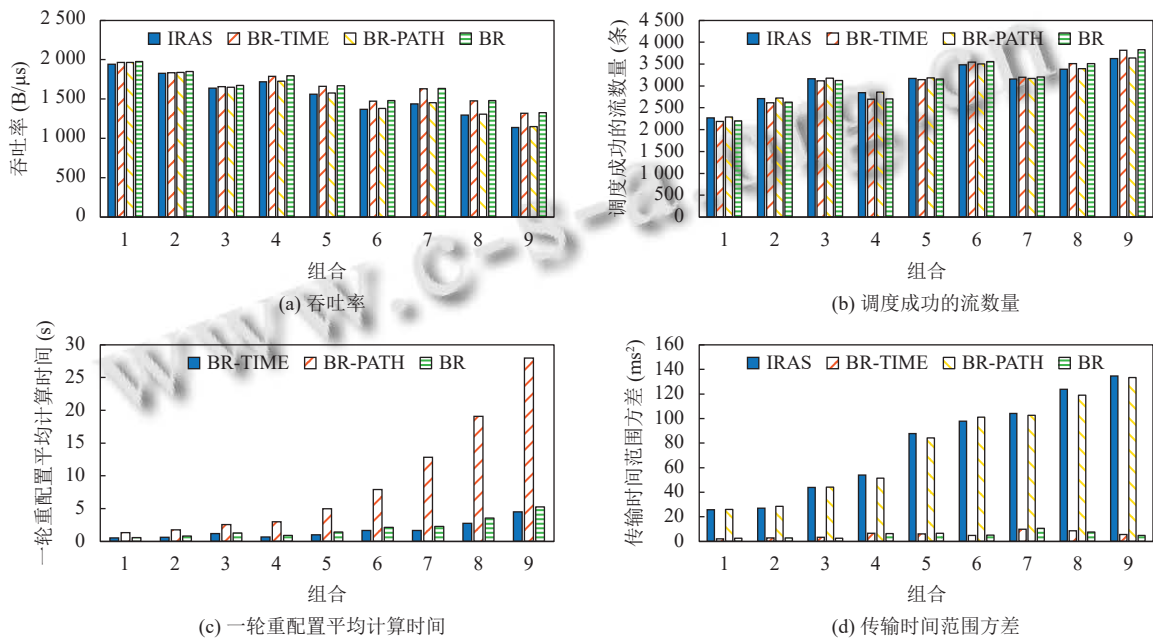 2 500
2 000
1 500
1 000
500
0
吞吐率 (B/μs)
IRAS BR-TIME BR-PATH BR
1 2 3 4 5 6 7 8 9
组合
(a) 吞吐率
4 500
4 000
3 500
3 000
2 500
2 000
1 500
1 000
500
0
调度成功的流数量 (条)
IRAS BR-TIME BR-PATH BR
1 2 3 4 5 6 7 8 9
组合
(b) 调度成功的流数量
30
25
20
15
10
5
0
一轮重配置平均计算时间 (s)
BR-TIME BR-PATH BR
1 2 3 4 5 6 7 8 9
组合
(c) 一轮重配置平均计算时间
160
140
120
100
80
60
40
20
0
传输时间范围方差 (ms²)
IRAS BR-TIME BR-PATH BR
1 2 3 4 5 6 7 8 9
组合
(d) 传输时间范围方差
www.c-s-a.org.cn